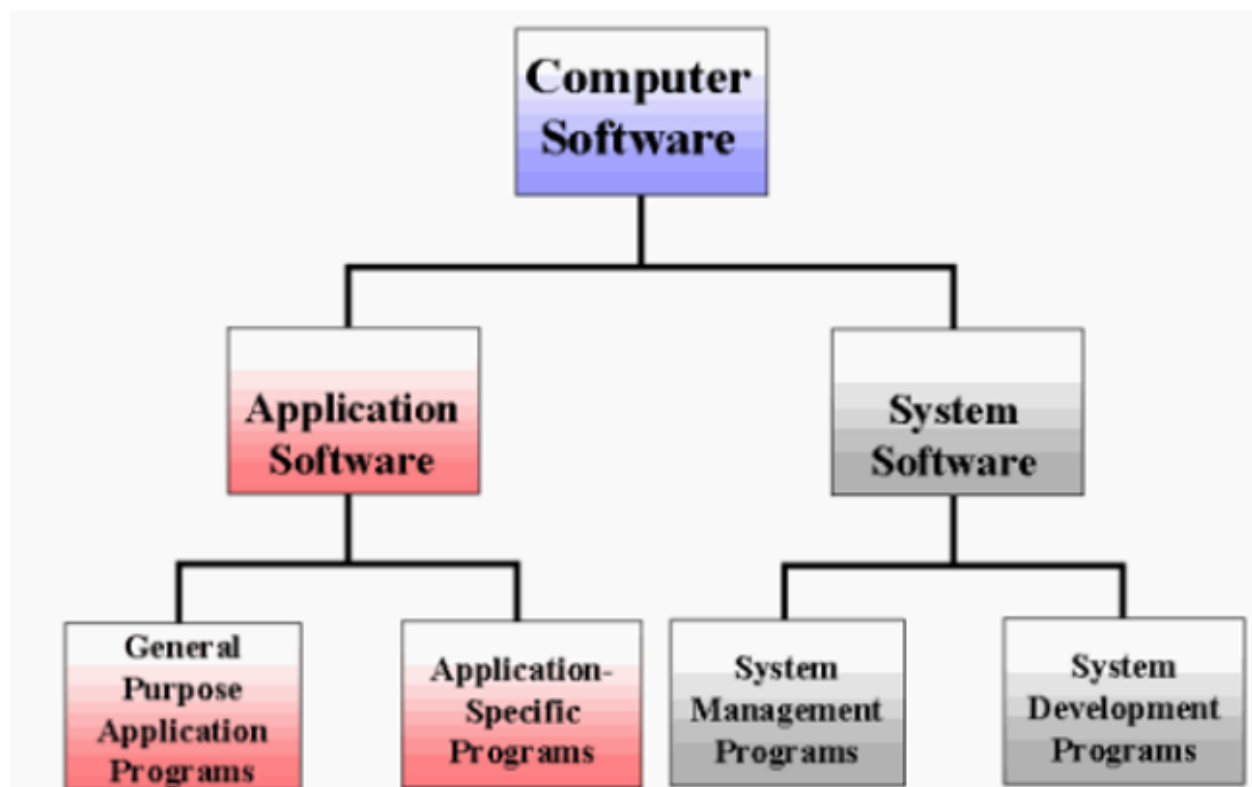 Computer
Software
Application
Software
System
Software
General
Purpose
Application
Programs
Application-
Specific
Programs
System
Management
Programs
System
Development
Programs